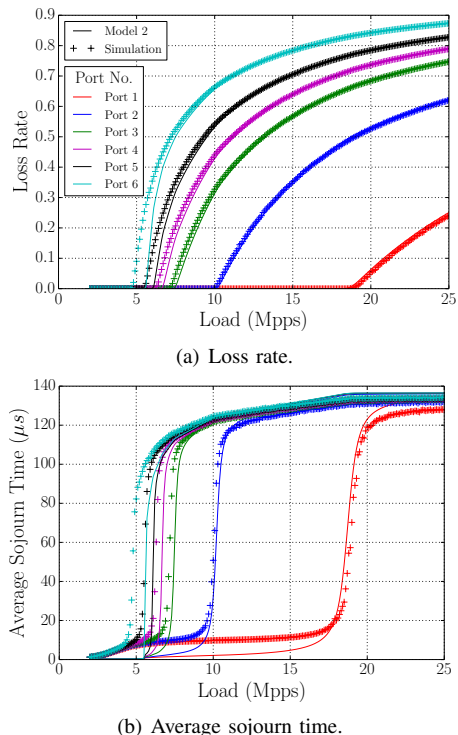 0.9
0.8
0.7
0.6
0.5
0.4
0.3
0.2
0.1
0.0
Loss Rate
Model 2
Simulation
Port No.
Port 1
Port 2
Port 3
Port 4
Port 5
Port 6
0 5 10 15 20 25
Load (Mpps)
(a) Loss rate.
140
120
100
80
60
40
20
0
Average Sojourn Time (μs)
0 5 10 15 20 25
Load (Mpps)
(b) Average sojourn time.